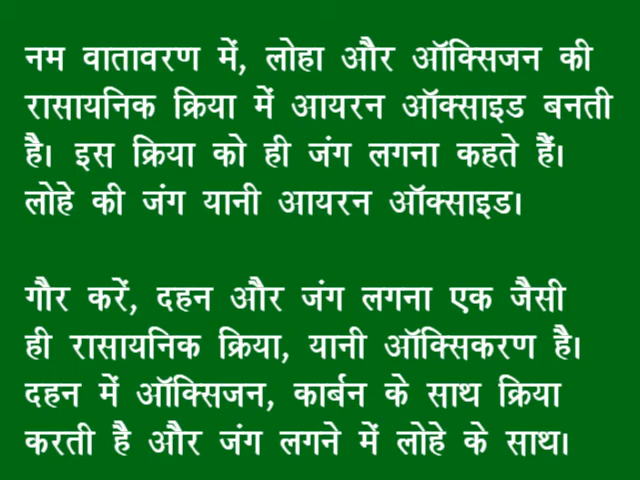 नम वातावरण में, लोहा और ऑक्सिजन की
रासायनिक क्रिया में आयरन ऑक्साइड बनती
है। इस क्रिया को ही जंग लगना कहते हैं।
लोहे की जंग यानी आयरन ऑक्साइड।
गौर करें, दहन और जंग लगना एक जैसी
ही रासायनिक क्रिया, यानी ऑक्सिकरण है।
दहन में ऑक्सिजन, कार्बन के साथ क्रिया
करती है और जंग लगने में लोहे के साथ।